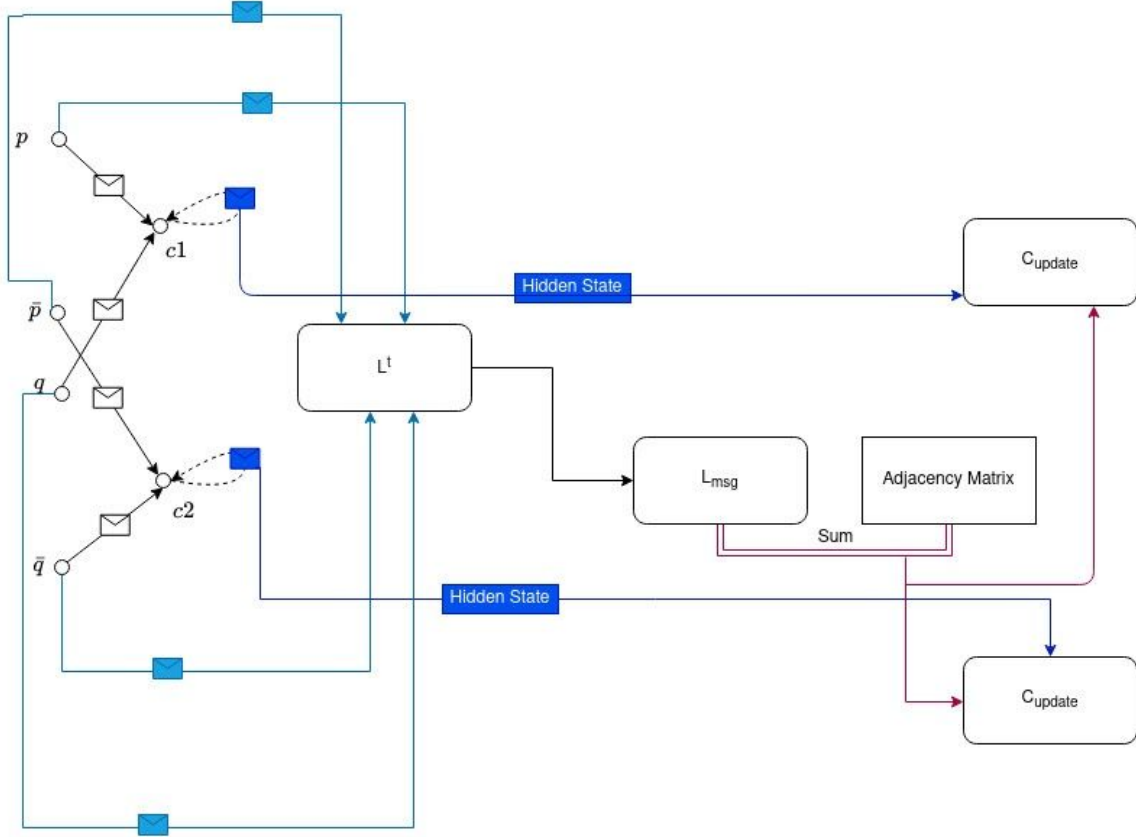 p
c1
Hidden State
C_update
p̄
L^t
q
L_msg
Adjacency Matrix
c2
Sum
q̄
Hidden State
C_update